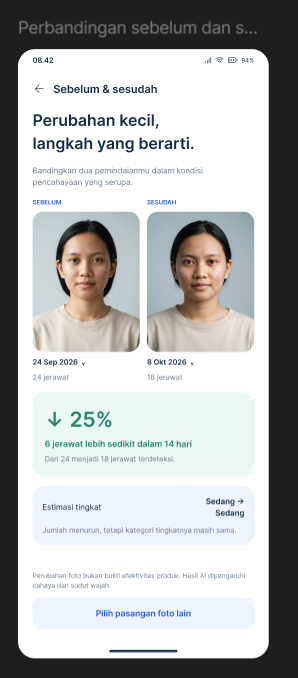 Perbandingan sebelum dan s...
08.42
94%
← Sebelum & sesudah
Perubahan kecil,
langkah yang berarti.
Bandingkan dua pemindaianmu dalam kondisi
pencahayaan yang serupa.
SEBELUM
SESUDAH
24 Sep 2026
8 Okt 2026
24 jerawat
18 jerawat
↓ 25%
6 jerawat lebih sedikit dalam 14 hari
Dari 24 menjadi 18 jerawat terdeteksi.
Estimasi tingkat
Sedang →
Sedang
Jumlah menurun, tetapi kategori tingkatnya masih sama.
Perubahan foto bukan bukti efektivitas produk. Hasil AI dipengaruhi
cahaya dan sudut wajah.
Pilih pasangan foto lain